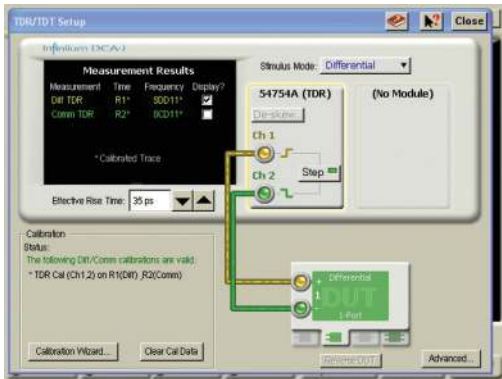 TDR/TDT Setup
Close
Infiniium DCA-J
Measurement Results
Measurement Time Frequency Display?
Diff TDR R1* SDD11*
Comm TDR R2* SCD11*
* Calibrated Trace
Effective Rise Time: 35 ps
Stimulus Mode: Differential
54754A (TDR)
De-skew...
Ch 1
Ch 2
Step
(No Module)
Calibration
Status:
The following Diff/Comm calibrations are valid:
* TDR Cal (Ch1,2) on R1(Diff) ,R2(Comm)
Calibration Wizard...
Clear Cal Data
Differential
+
1
DUT
-
1-Port
Reverse DUT
Advanced...